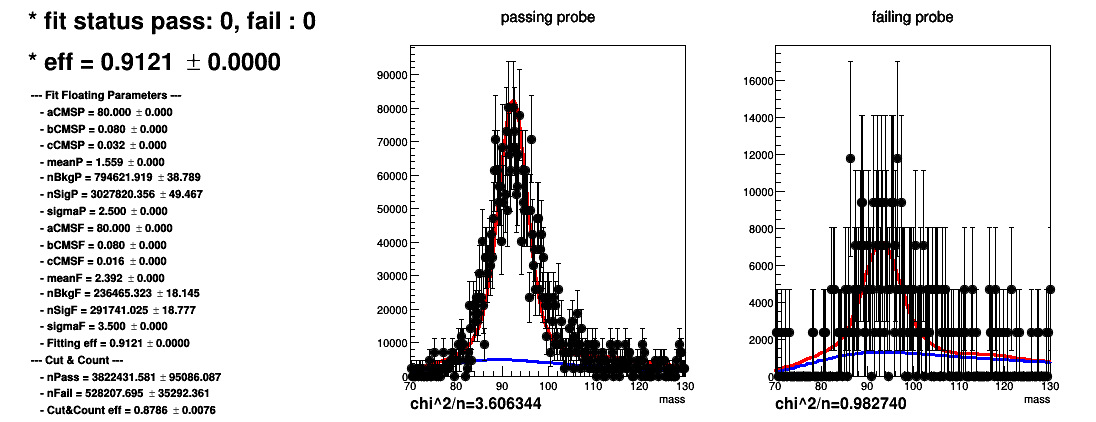 * fit status pass: 0, fail : 0
* eff = 0.9121 ± 0.0000
--- Fit Floating Parameters ---
- aCMSP = 80.000 ± 0.000
- bCMSP = 0.080 ± 0.000
- cCMSP = 0.032 ± 0.000
- meanP = 1.559 ± 0.000
- nBkgP = 794621.919 ± 38.789
- nSigP = 3027820.356 ± 49.467
- sigmaP = 2.500 ± 0.000
- aCMSF = 80.000 ± 0.000
- bCMSF = 0.080 ± 0.000
- cCMSF = 0.016 ± 0.000
- meanF = 2.392 ± 0.000
- nBkgF = 236465.323 ± 18.145
- nSigF = 291741.025 ± 18.777
- sigmaF = 3.500 ± 0.000
- Fitting eff = 0.9121 ± 0.0000
--- Cut & Count ---
- nPass = 3822431.581 ± 95086.087
- nFail = 528207.695 ± 35292.361
- Cut&Count eff = 0.8786 ± 0.0076
passing probe
90000
80000
70000
60000
50000
40000
30000
20000
10000
0
70 80 90 100 110 120 130
mass
chi^2/n=3.606344
failing probe
16000
14000
12000
10000
8000
6000
4000
2000
0
70 80 90 100 110 120 130
mass
chi^2/n=0.982740